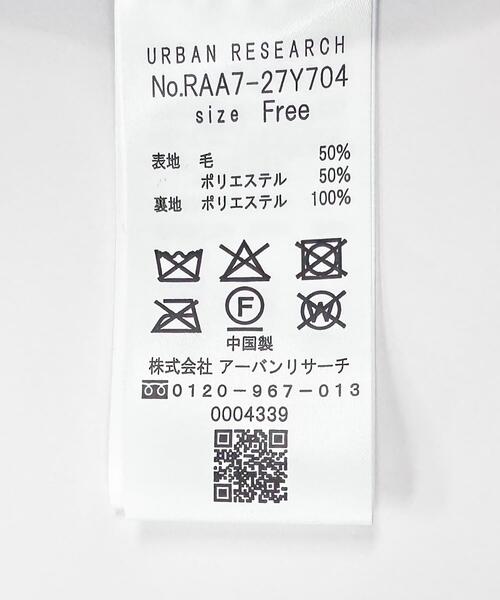 URBAN RESEARCH
No.RAA7-27Y704
size Free
表地 毛 50%
ポリエステル 50%
裏地 ポリエステル 100%
F W
中国製
株式会社 アーバンリサーチ
0120-967-013
0004339